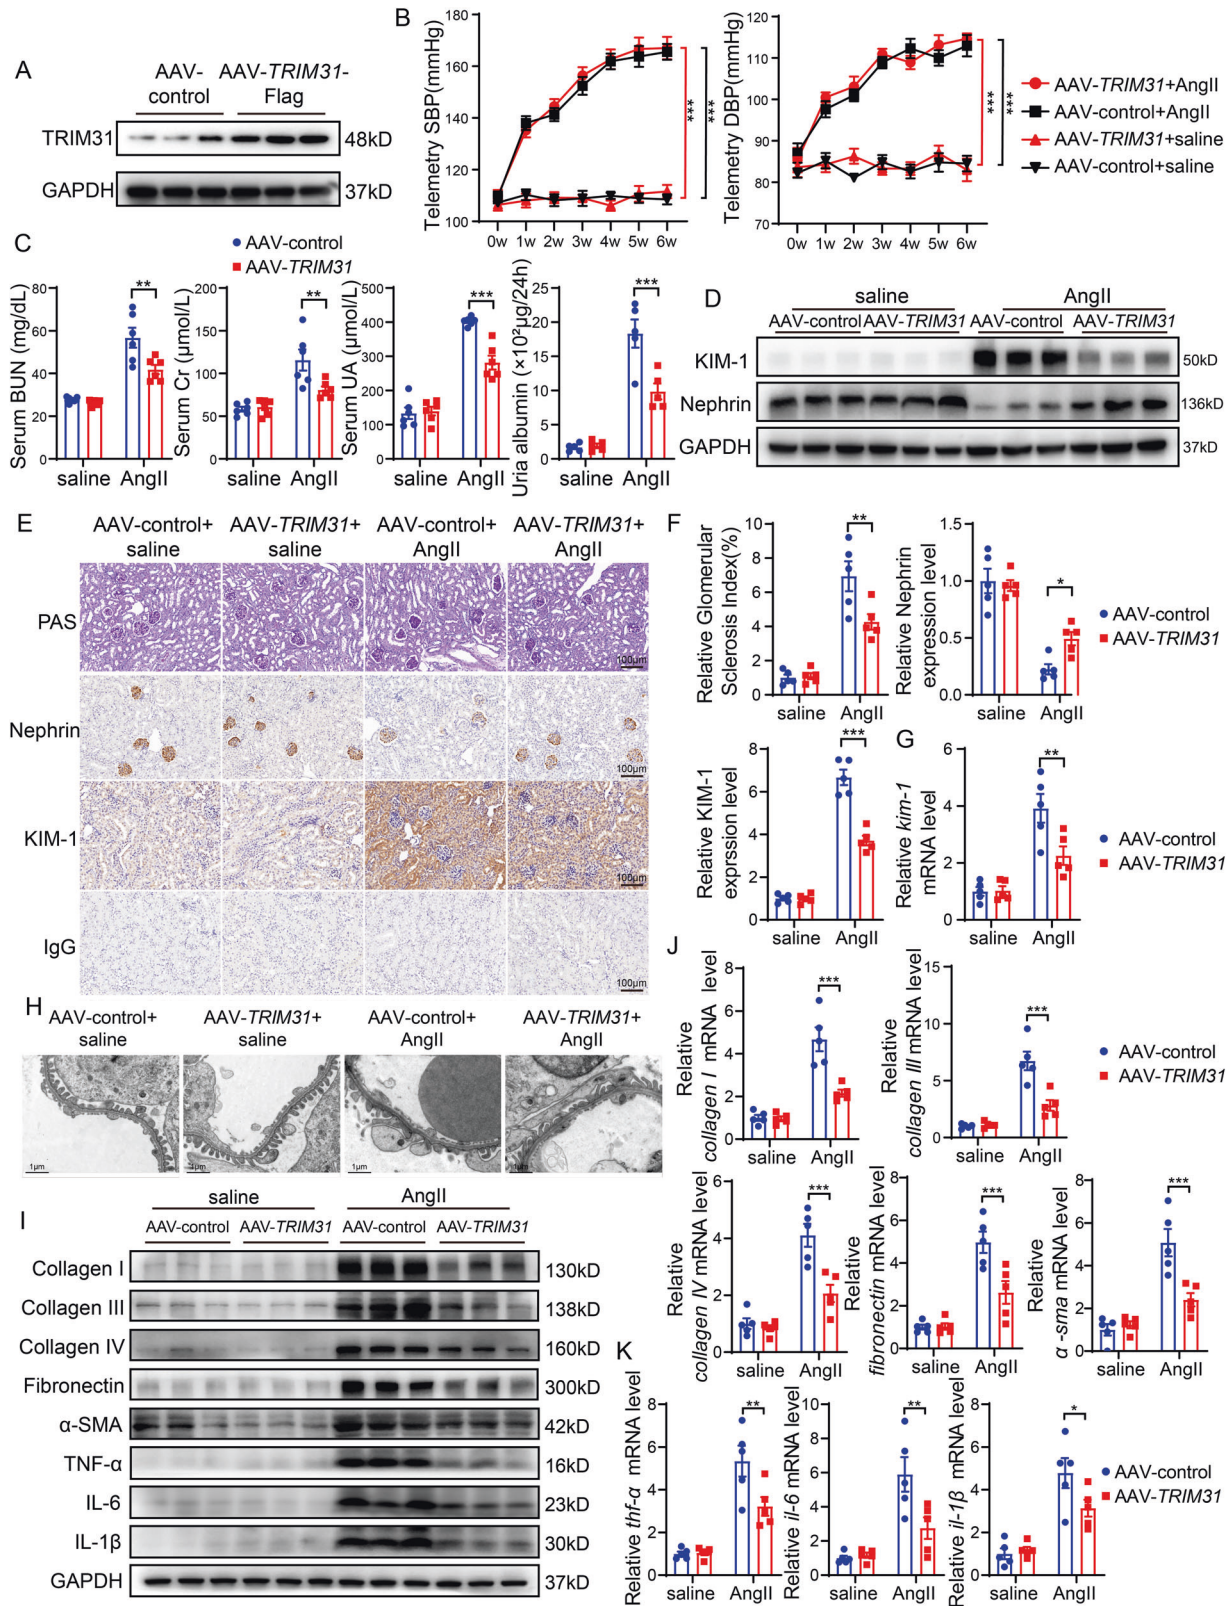 A
AAV-
control
AAV-TRIM31-
Flag
TRIM31
48kD
GAPDH
37kD
B
Telemetry SBP(mmHg)
180
160
140
120
100
0w 1w 2w 3w 4w 5w 6w
***
***
Telemetry DBP(mmHg)
120
110
100
90
80
70
0w 1w 2w 3w 4w 5w 6w
***
***
AAV-TRIM31+AngII
AAV-control+AngII
AAV-TRIM31+saline
AAV-control+saline
C
AAV-control
AAV-TRIM31
Serum BUN (mg/dL)
80
60
40
20
0
**
saline AngII
Serum Cr (μmol/L)
200
150
100
50
0
**
saline AngII
Serum UA (μmol/L)
500
400
300
200
100
0
***
saline AngII
Uria albumin (×10²μg/24h)
25
20
15
10
5
0
***
saline AngII
D
saline AngII
AAV-control AAV-TRIM31 AAV-control AAV-TRIM31
KIM-1 50kD
Nephrin 136kD
GAPDH 37kD
E
AAV-control+
saline
AAV-TRIM31+
saline
AAV-control+
AngII
AAV-TRIM31+
AngII
PAS
100μm
Nephrin
100μm
KIM-1
100μm
IgG
100μm
F
Relative Glomerular
Sclerosis Index(%)
10
8
6
4
2
0
**
saline AngII
Relative Nephrin
expression level
1.5
1.0
0.5
0.0
*
saline AngII
AAV-control
AAV-TRIM31
Relative KIM-1
exprssion level
8
6
4
2
0
***
saline AngII
G
Relative kim-1
mRNA level
6
4
2
0
**
saline AngII
AAV-control
AAV-TRIM31
H
AAV-control+
saline
AAV-TRIM31+
saline
AAV-control+
AngII
AAV-TRIM31+
AngII
1μm
1μm
1μm
1μm
I
saline AngII
AAV-control AAV-TRIM31 AAV-control AAV-TRIM31
Collagen I 130kD
Collagen III 138kD
Collagen IV 160kD
Fibronectin 300kD
α-SMA 42kD
TNF-α 16kD
IL-6 23kD
IL-1β 30kD
GAPDH 37kD
J
Relative
collagen I mRNA level
8
6
4
2
0
***
saline AngII
Relative
collagen III mRNA level
15
10
5
0
***
saline AngII
AAV-control
AAV-TRIM31
Relative
collagen IV mRNA level
6
4
2
0
***
saline AngII
Relative
fibronectin mRNA level
8
6
4
2
0
***
saline AngII
Relative
α-sma mRNA level
8
6
4
2
0
***
saline AngII
K
Relative thf-α mRNA level
8
6
4
2
0
**
saline AngII
Relative il-6 mRNA level
10
8
6
4
2
0
**
saline AngII
Relative il-1β mRNA level
8
6
4
2
0
*
saline AngII
AAV-control
AAV-TRIM31